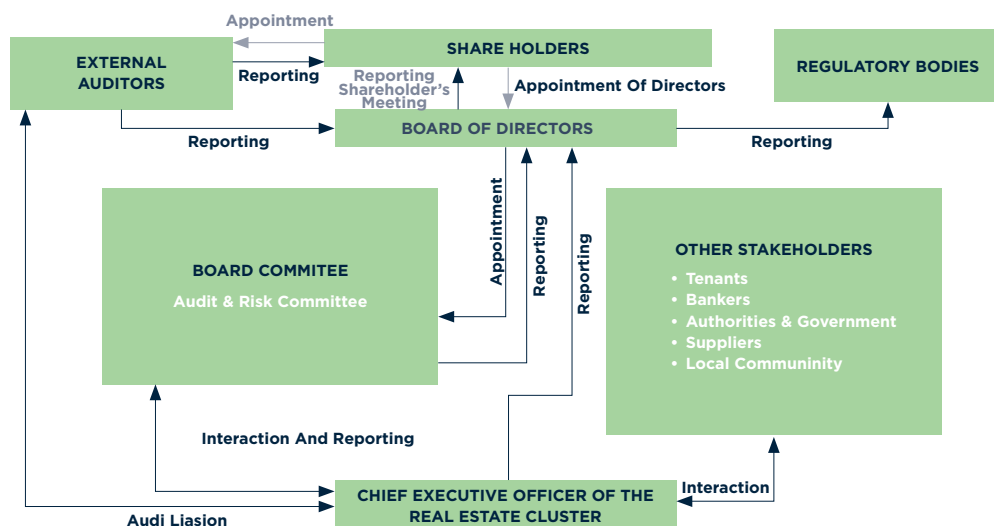 Appointment
EXTERNAL
AUDITORS
SHARE HOLDERS
REGULATORY BODIES
Reporting
Reporting
Shareholder's
Meeting
Appointment Of Directors
BOARD OF DIRECTORS
Reporting
Reporting
Appointment
Reporting
Reporting
BOARD COMMITEE
Audit & Risk Committee
OTHER STAKEHOLDERS
• Tenants
• Bankers
• Authorities & Government
• Suppliers
• Local Communinity
Interaction And Reporting
CHIEF EXECUTIVE OFFICER OF THE
REAL ESTATE CLUSTER
Interaction
Audi Liasion